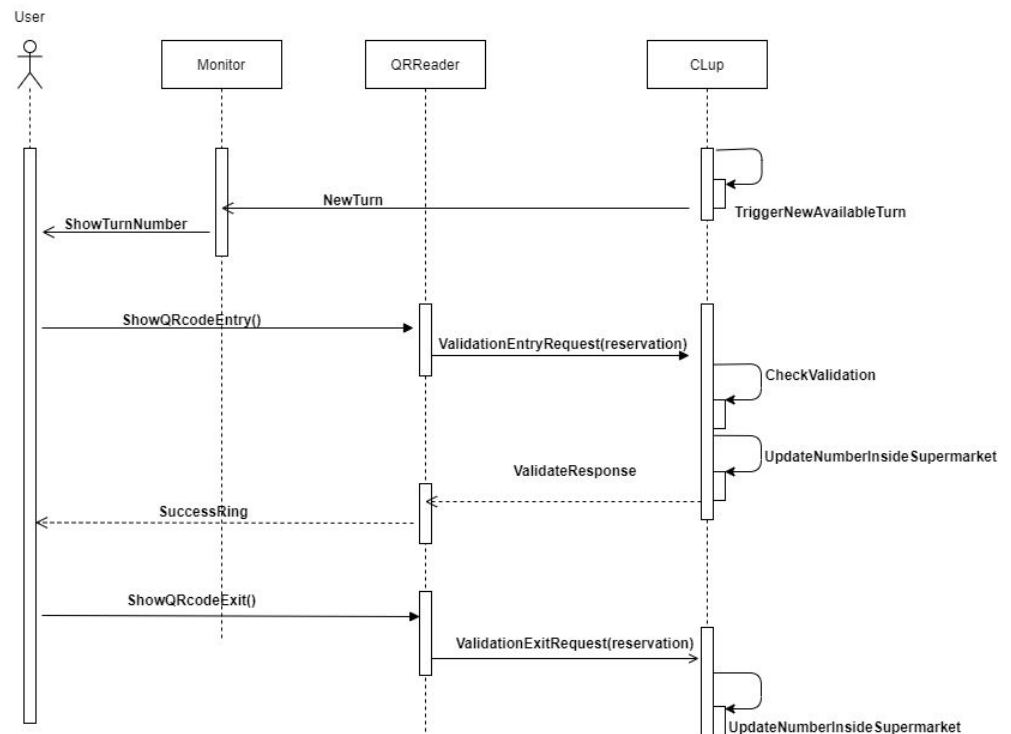 User
Monitor
QRReader
CLup
NewTurn
TriggerNewAvailableTurn
ShowTurnNumber
ShowQRcodeEntry()
ValidationEntryRequest(reservation)
CheckValidation
UpdateNumberInsideSupermarket
ValidateResponse
SuccessRing
ShowQRcodeExit()
ValidationExitRequest(reservation)
UpdateNumberInsideSupermarket